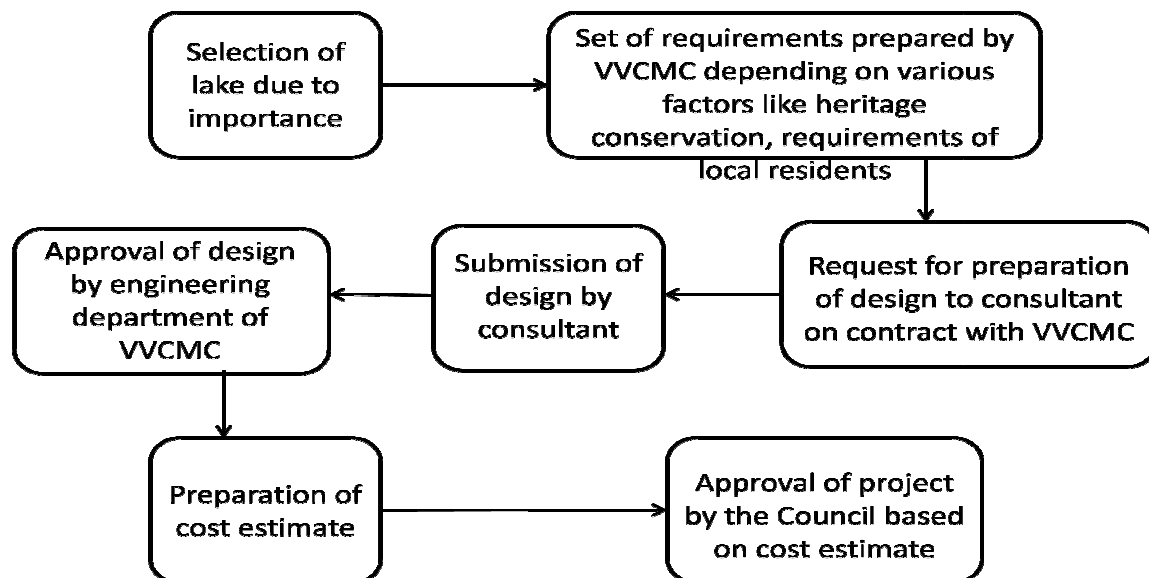 Selection of
lake due to
importance
Set of requirements prepared by
VVCMC depending on various
factors like heritage
conservation, requirements of
local residents
Request for preparation
of design to consultant
on contract with VVCMC
Submission of
design by
consultant
Approval of design
by engineering
department of
VVCMC
Preparation of
cost estimate
Approval of project
by the Council based
on cost estimate